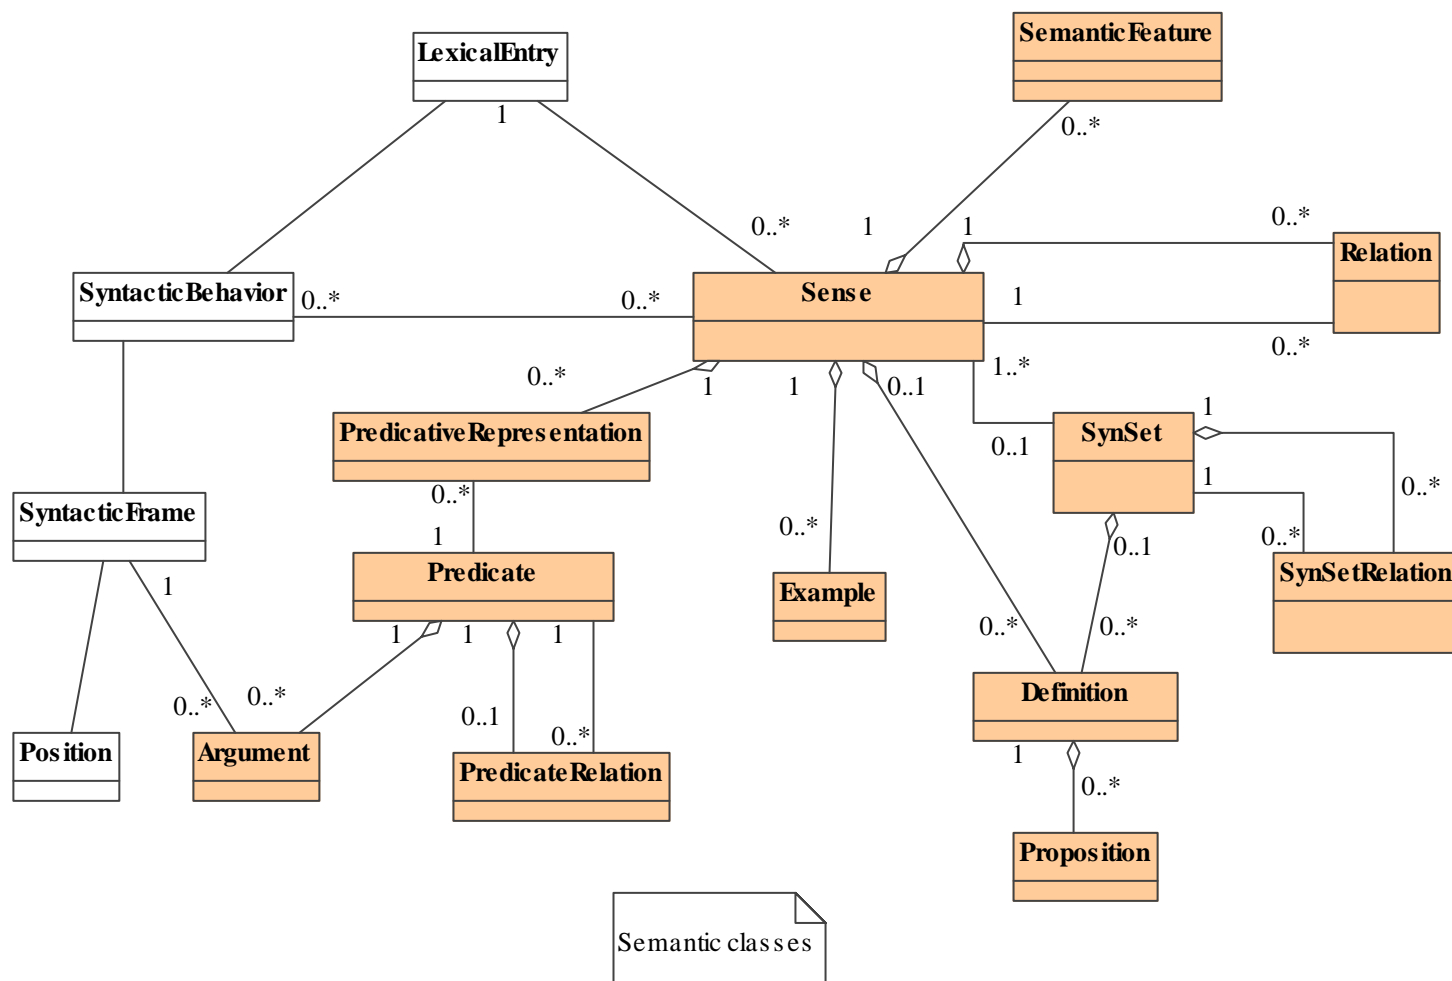 SemanticFeature
LexicalEntry
1
0..*
0..*
1
1
0..*
Relation
SyntacticBehavior
0..*
0..*
Sense
1
0..*
0..*
1
1
0..1
1..*
PredicativeRepresentation
SynSet
1
0..1
0..*
1
0..*
SyntacticFrame
1
0..*
0..1
0..*
1
Predicate
Example
SynSetRelation
1
1
1
0..*
0..*
0..*
0..*
0..1
0..*
Definition
Position
Argument
PredicateRelation
1
0..*
Proposition
Semantic classes